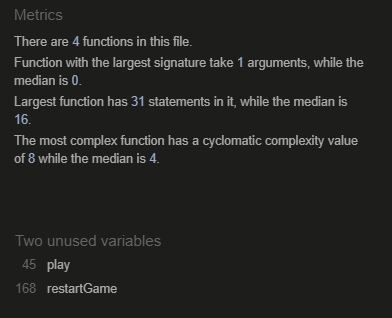 Metrics
There are 4 functions in this file.
Function with the largest signature take 1 arguments, while the
median is 0.
Largest function has 31 statements in it, while the median is
16.
The most complex function has a cyclomatic complexity value
of 8 while the median is 4.
Two unused variables
45 play
168 restartGame